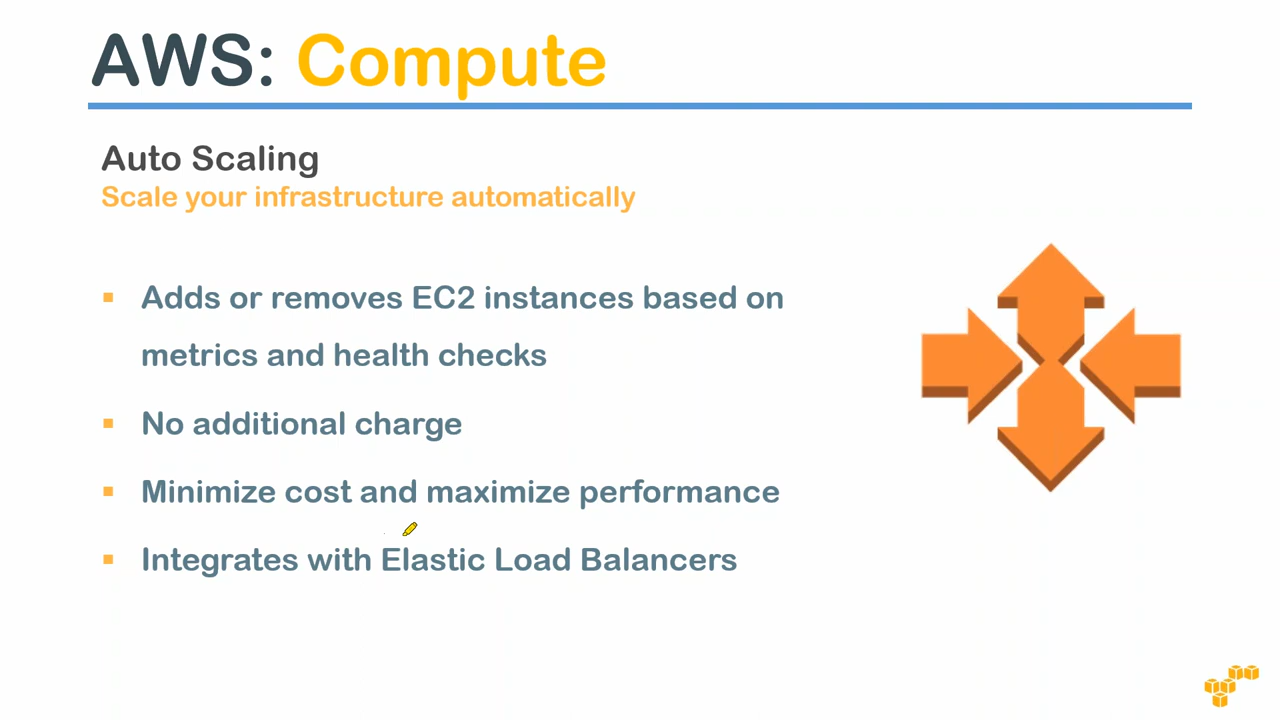 AWS: Compute
Auto Scaling
Scale your infrastructure automatically
▪ Adds or removes EC2 instances based on
metrics and health checks
▪ No additional charge
▪ Minimize cost and maximize performance
▪ Integrates with Elastic Load Balancers